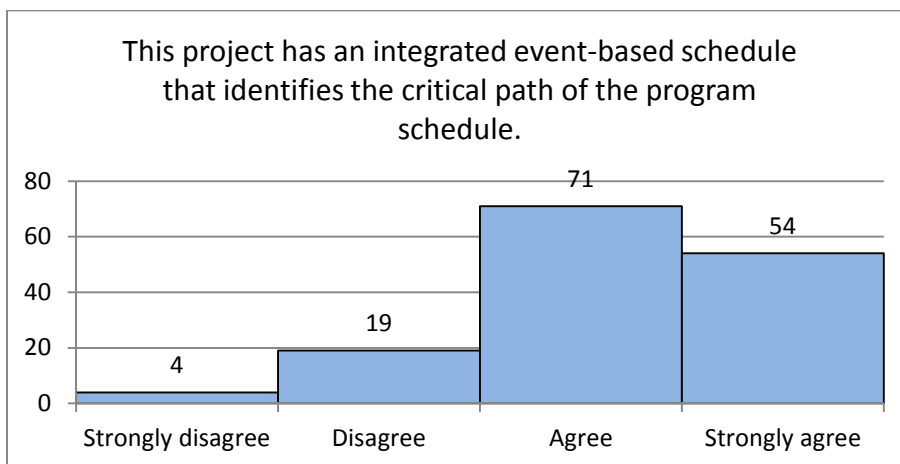 This project has an integrated event-based schedule
that identifies the critical path of the program
schedule.
80
60
40
20
0
4
19
71
54
Strongly disagree
Disagree
Agree
Strongly agree